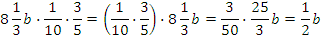 8 1/3 b · 1/10 · 3/5 = (1/10 · 3/5) · 8 1/3 b = 3/50 · 25/3 b = 1/2 b